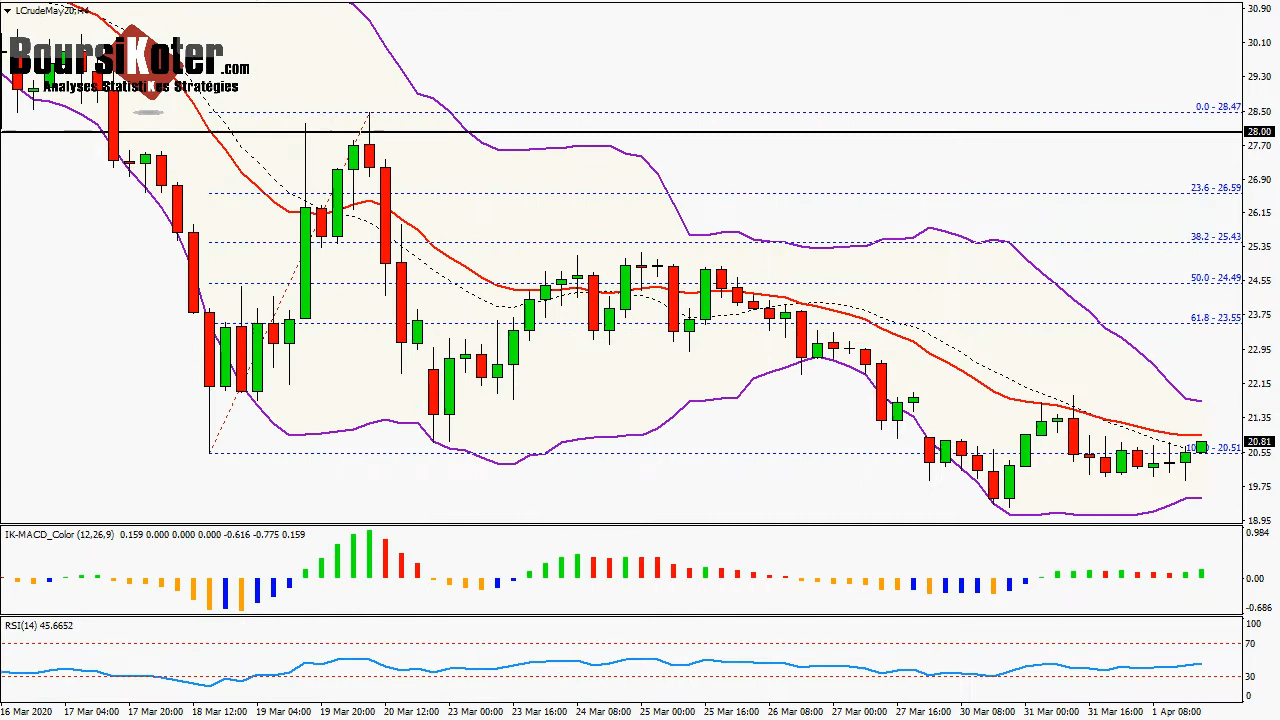 LCrudeMay20,H4
BoursiKoter.com
Analyses StatistiKes Stratégies
30.90
30.10
29.30
0.0 - 28.47
28.50
28.00
27.70
23.6 - 26.59
26.90
26.15
38.2 - 25.43
25.35
50.0 - 24.49
24.55
61.8 - 23.55
23.75
22.95
22.15
21.35
20.81
100.0 - 20.51
20.55
19.75
18.95
IK-MACD_Color (12,26,9) 0.159 0.000 0.000 0.000 -0.616 -0.775 0.159
0.984
0.00
-0.686
RSI(14) 45.6652
100
70
30
0
16 Mar 2020 17 Mar 04:00 17 Mar 20:00 18 Mar 12:00 19 Mar 04:00 19 Mar 20:00 20 Mar 12:00 23 Mar 00:00 23 Mar 16:00 24 Mar 08:00 25 Mar 00:00 25 Mar 16:00 26 Mar 08:00 27 Mar 00:00 27 Mar 16:00 30 Mar 08:00 31 Mar 00:00 31 Mar 16:00 1 Apr 08:00